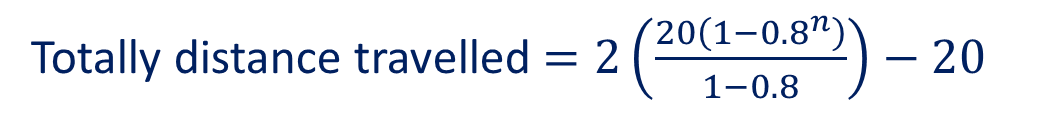 Totally distance travelled = 2 (20(1−0.8ⁿ)/1−0.8) − 20